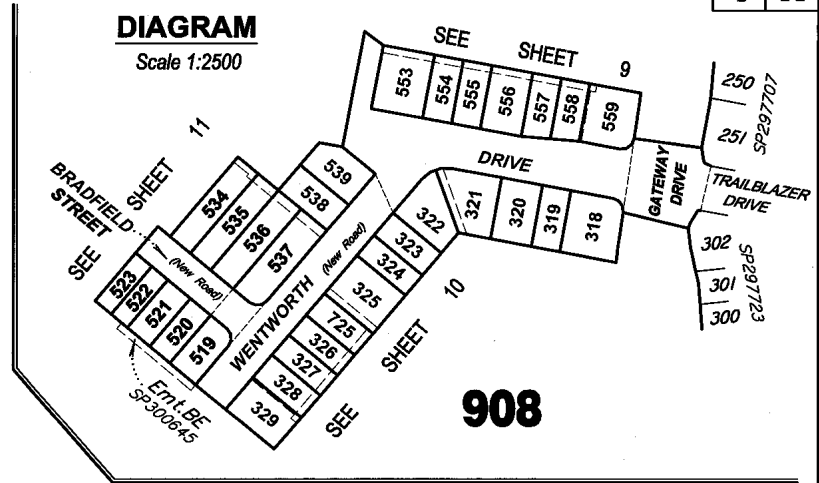 DIAGRAM
Scale 1:2500
SEE SHEET 9
553
554
555
556
557
558
559
250
251
SP297707
DRIVE
GATEWAY
DRIVE
TRAILBLAZER
DRIVE
302
301
300
SP297723
SEE SHEET 11
BRADFIELD
STREET
(New Road)
534
535
536
537
538
539
321
320
319
318
322
323
324
325
725
326
327
328
329
WENTWORTH (New Road)
SEE SHEET 10
523
522
521
520
519
Emt.BE
SP300645
908